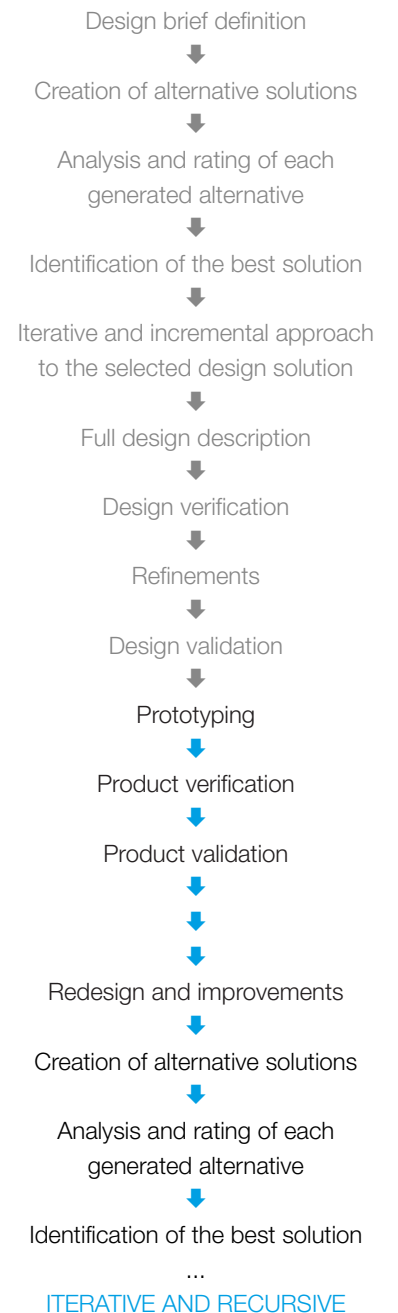 Design brief definition
Creation of alternative solutions
Analysis and rating of each
generated alternative
Identification of the best solution
Iterative and incremental approach
to the selected design solution
Full design description
Design verification
Refinements
Design validation
Prototyping
Product verification
Product validation
Redesign and improvements
Creation of alternative solutions
Analysis and rating of each
generated alternative
Identification of the best solution
...
ITERATIVE AND RECURSIVE